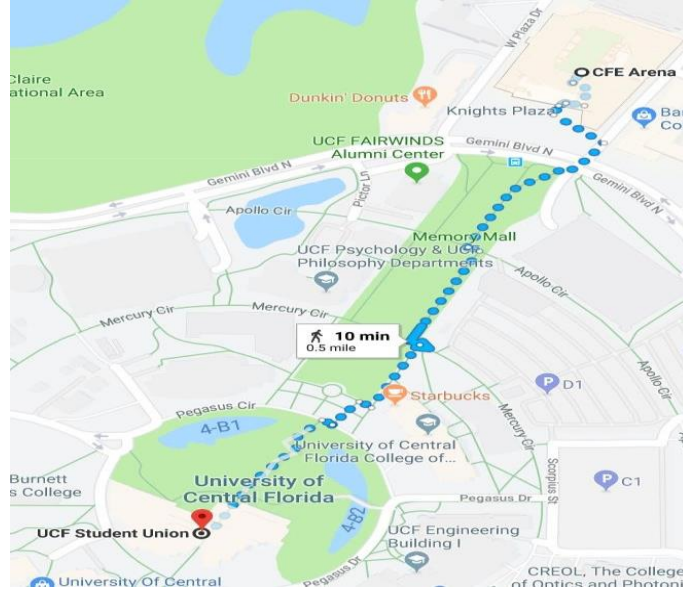 W Plaza Dr
CFE Arena
Claire
ational Area
Dunkin' Donuts
Knights Plaza
Ba
Co
UCF FAIRWINDS
Alumni Center
Gemini Blvd N
Gemini Blvd N
Pictor Ln
Apollo Cir
Memory Mall
UCF Psychology & UCF
Philosophy Departments
Apollo Cir
Mercury Cir
Mercury Cir
10 min
0.5 mile
D1
Apollo Cir
Starbucks
Pegasus Cir
4-B1
Mercury Cir
University of Central
Florida College of...
Scorpius St
Burnett
s College
University of
Central Florida
C1
Pegasus Dr
4-B2
UCF Student Union
UCF Engineering
Building I
Pegasus Dr
CREOL, The College
of Optics and Photoni
University Of Central